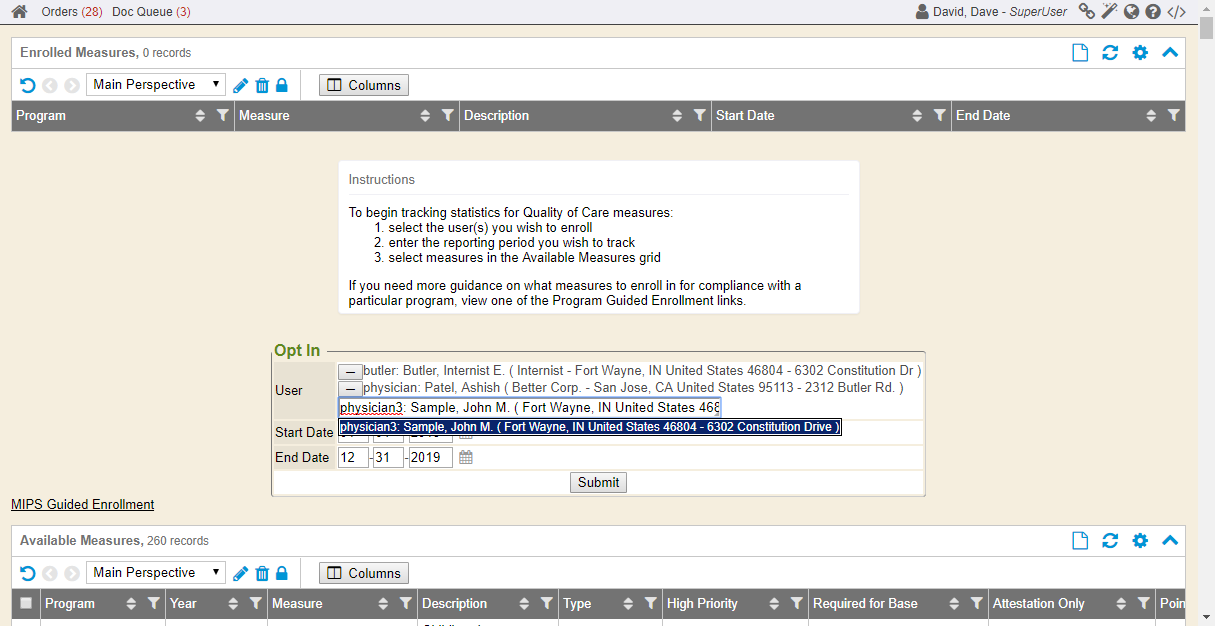 Orders (28) Doc Queue (3) David, Dave - SuperUser
Enrolled Measures, 0 records
Main Perspective Columns
Program Measure Description Start Date End Date
Instructions
To begin tracking statistics for Quality of Care measures:
1. select the user(s) you wish to enroll
2. enter the reporting period you wish to track
3. select measures in the Available Measures grid
If you need more guidance on what measures to enroll in for compliance with a
particular program, view one of the Program Guided Enrollment links.
Opt In
butler: Butler, Internist E. ( Internist - Fort Wayne, IN United States 46804 - 6302 Constitution Dr )
User
physician: Patel, Ashish ( Better Corp. - San Jose, CA United States 95113 - 2312 Butler Rd. )
physician3: Sample, John M. ( Fort Wayne, IN United States 468
physician3: Sample, John M. ( Fort Wayne, IN United States 46804 - 6302 Constitution Drive )
Start Date
End Date 12 -31 -2019
Submit
MIPS Guided Enrollment
Available Measures, 260 records
Main Perspective Columns
Program Year Measure Description Type High Priority Required for Base Attestation Only Poin